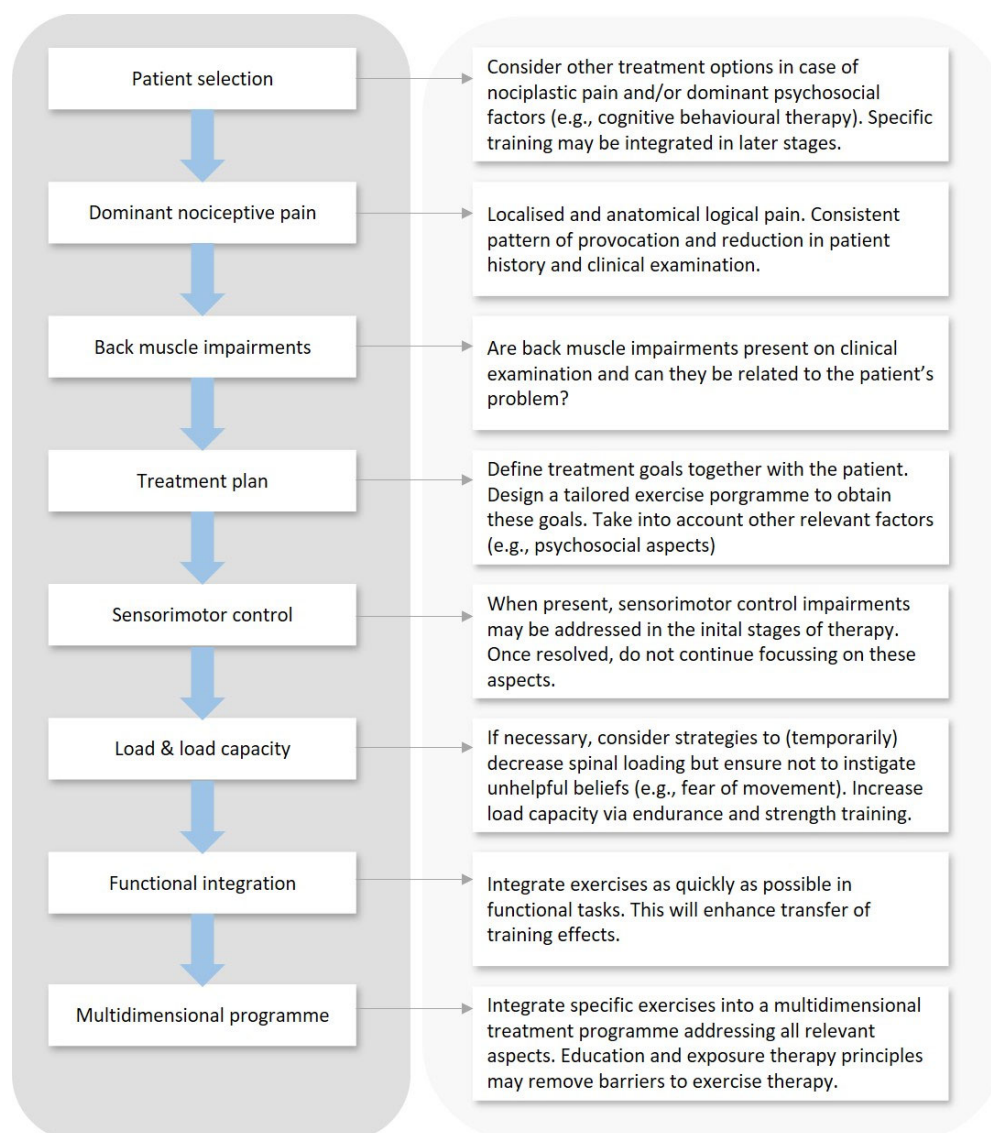 Patient selection
Consider other treatment options in case of
nociplastic pain and/or dominant psychosocial
factors (e.g., cognitive behavioural therapy). Specific
training may be integrated in later stages.
Dominant nociceptive pain
Localised and anatomical logical pain. Consistent
pattern of provocation and reduction in patient
history and clinical examination.
Back muscle impairments
Are back muscle impairments present on clinical
examination and can they be related to the patient’s
problem?
Treatment plan
Define treatment goals together with the patient.
Design a tailored exercise porgramme to obtain
these goals. Take into account other relevant factors
(e.g., psychosocial aspects)
Sensorimotor control
When present, sensorimotor control impairments
may be addressed in the inital stages of therapy.
Once resolved, do not continue focussing on these
aspects.
Load & load capacity
If necessary, consider strategies to (temporarily)
decrease spinal loading but ensure not to instigate
unhelpful beliefs (e.g., fear of movement). Increase
load capacity via endurance and strength training.
Functional integration
Integrate exercises as quickly as possible in
functional tasks. This will enhance transfer of
training effects.
Multidimensional programme
Integrate specific exercises into a multidimensional
treatment programme addressing all relevant
aspects. Education and exposure therapy principles
may remove barriers to exercise therapy.